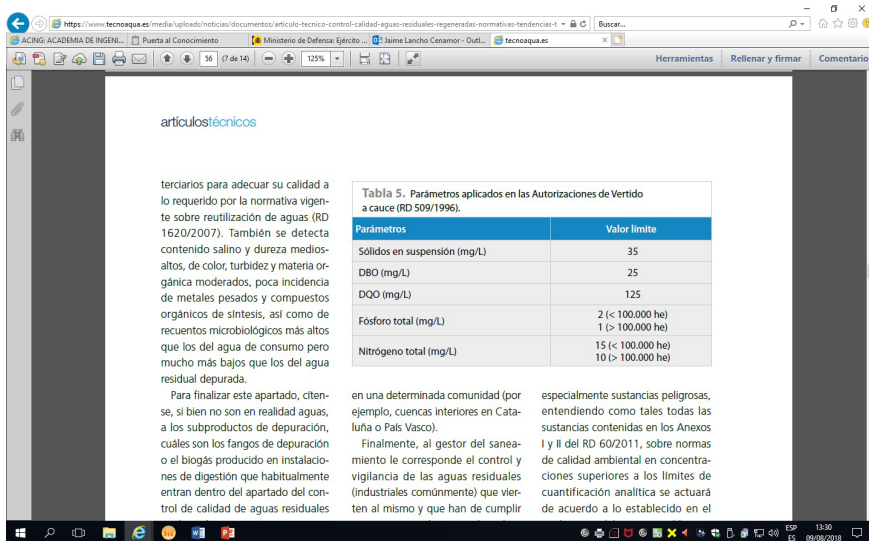 https://www.tecnoaqua.es/media/uploads/noticias/documentos/articulo-tecnico-control-calidad-aguas-residuales-regeneradas-normativas-tendencias-t
Buscar...
ACING: ACADEMIA DE INGENI...
Puerta al Conocimiento
Ministerio de Defensa: Ejército ...
Jaime Lancho Cenamor - Outl...
tecnoaqua.es
56 (7 de 14)
125%
Herramientas
Rellenar y firmar
Comentario
artículostécnicos
terciarios para adecuar su calidad a
lo requerido por la normativa vigen-
te sobre reutilización de aguas (RD
1620/2007). También se detecta
contenido salino y dureza medios-
altos, de color, turbidez y materia or-
gánica moderados, poca incidencia
de metales pesados y compuestos
orgánicos de síntesis, así como de
recuentos microbiológicos más altos
que los del agua de consumo pero
mucho más bajos que los del agua
residual depurada.
Para finalizar este apartado, cíten-
se, si bien no son en realidad aguas,
a los subproductos de depuración,
cuáles son los fangos de depuración
o el biogás producido en instalacio-
nes de digestión que habitualmente
entran dentro del apartado del con-
trol de calidad de aguas residuales
Tabla 5. Parámetros aplicados en las Autorizaciones de Vertido
a cauce (RD 509/1996).
Parámetros Valor límite
Sólidos en suspensión (mg/L) 35
DBO (mg/L) 25
DQO (mg/L) 125
Fósforo total (mg/L) 2 (< 100.000 he)
1 (> 100.000 he)
Nitrógeno total (mg/L) 15 (< 100.000 he)
10 (> 100.000 he)
en una determinada comunidad (por
ejemplo, cuencas interiores en Cata-
luña o País Vasco).
Finalmente, al gestor del sanea-
miento le corresponde el control y
vigilancia de las aguas residuales
(industriales comúnmente) que vier-
ten al mismo y que han de cumplir
especialmente sustancias peligrosas,
entendiendo como tales todas las
sustancias contenidas en los Anexos
I y II del RD 60/2011, sobre normas
de calidad ambiental en concentra-
ciones superiores a los límites de
cuantificación analítica se actuará
de acuerdo a lo establecido en el
ESP
ES
13:30
09/08/2018